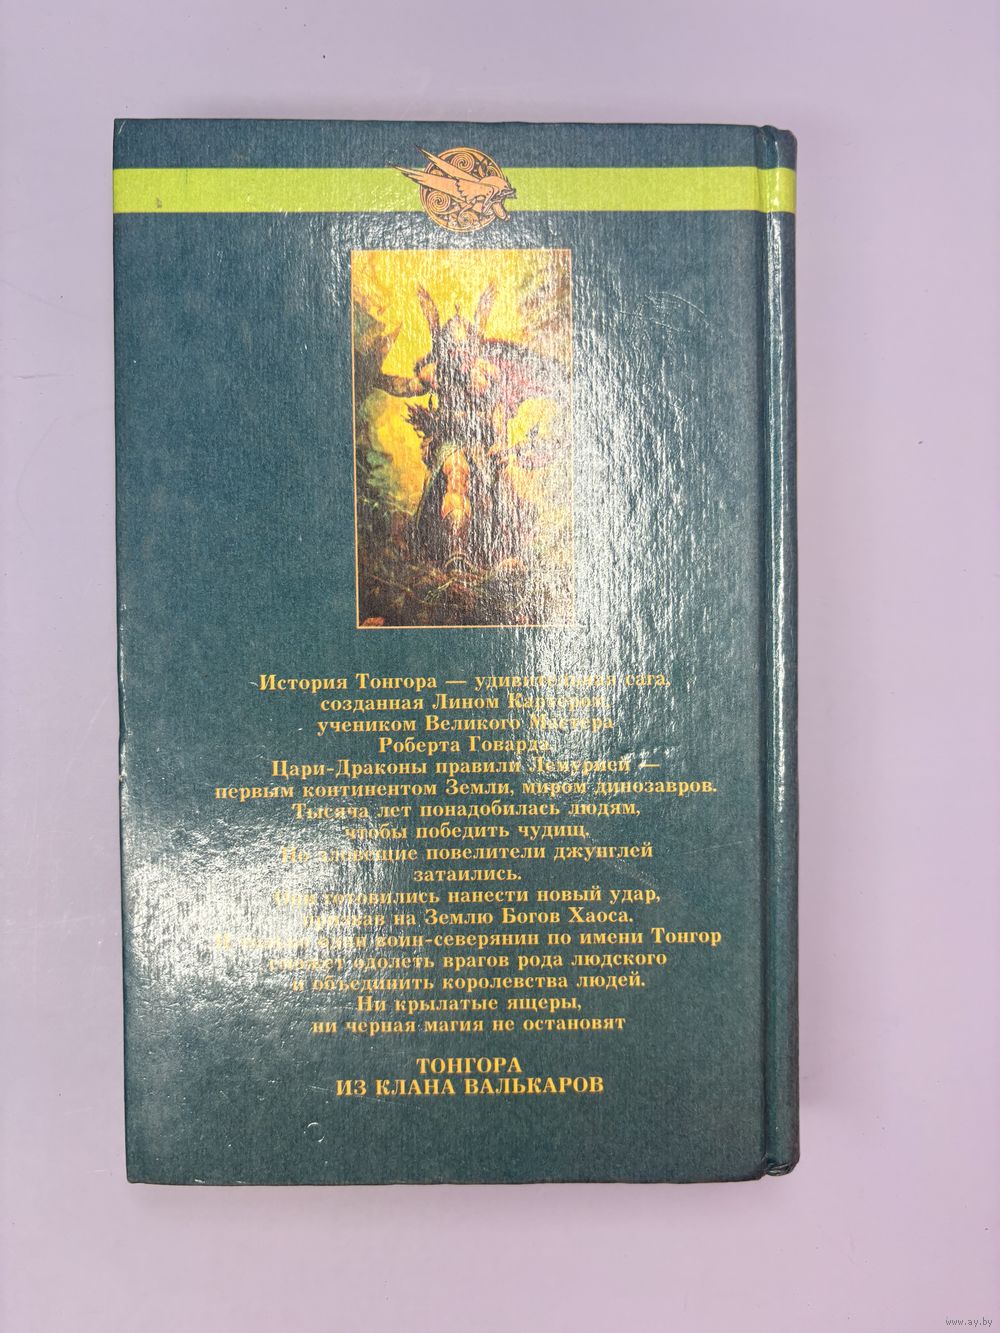 История Тонгора — удивительная сага,
созданная Лином Картером,
учеником Великого Мастера
Роберта Говарда.
Цари-Драконы правили Лемурией —
первым континентом Земли, миром динозавров.
Тысяча лет понадобилась людям,
чтобы победить чудищ.
Но зловещие повелители джунглей
затаились.
Они готовились нанести новый удар,
призвав на Землю Богов Хаоса.
один воин-северянин по имени Тонгор
сможет одолеть врагов рода людского
и объединить королевства людей.
Ни крылатые ящеры,
ни черная магия не остановят
ТОНГОРА
ИЗ КЛАНА ВАЛЬКАРОВ
www.ay.by